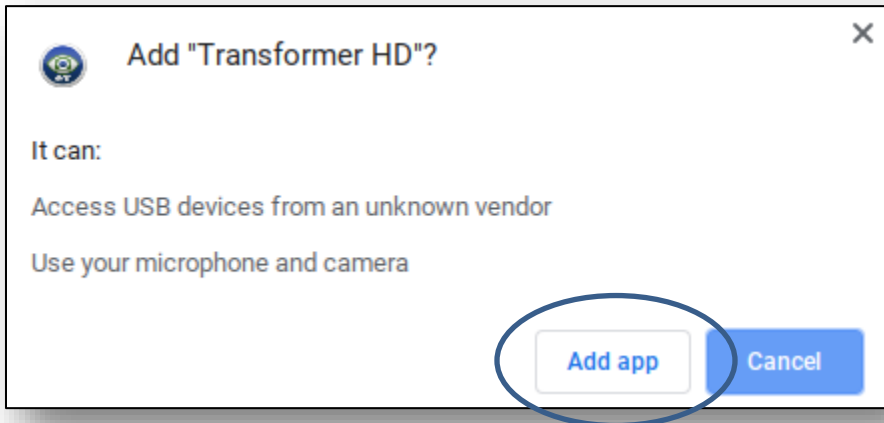 Add "Transformer HD"?
It can:
Access USB devices from an unknown vendor
Use your microphone and camera
Add app
Cancel